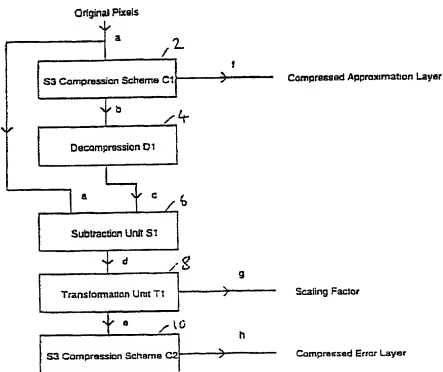 Original Pixels
a
2
S3 Compression Scheme C1
f
Compressed Approximation Layer
b
4
Decompression D1
a
c
6
Subtraction Unit S1
d
8
Transformation Unit T1
g
Scaling Factor
e
10
S3 Compression Scheme C2
h
Compressed Error Layer